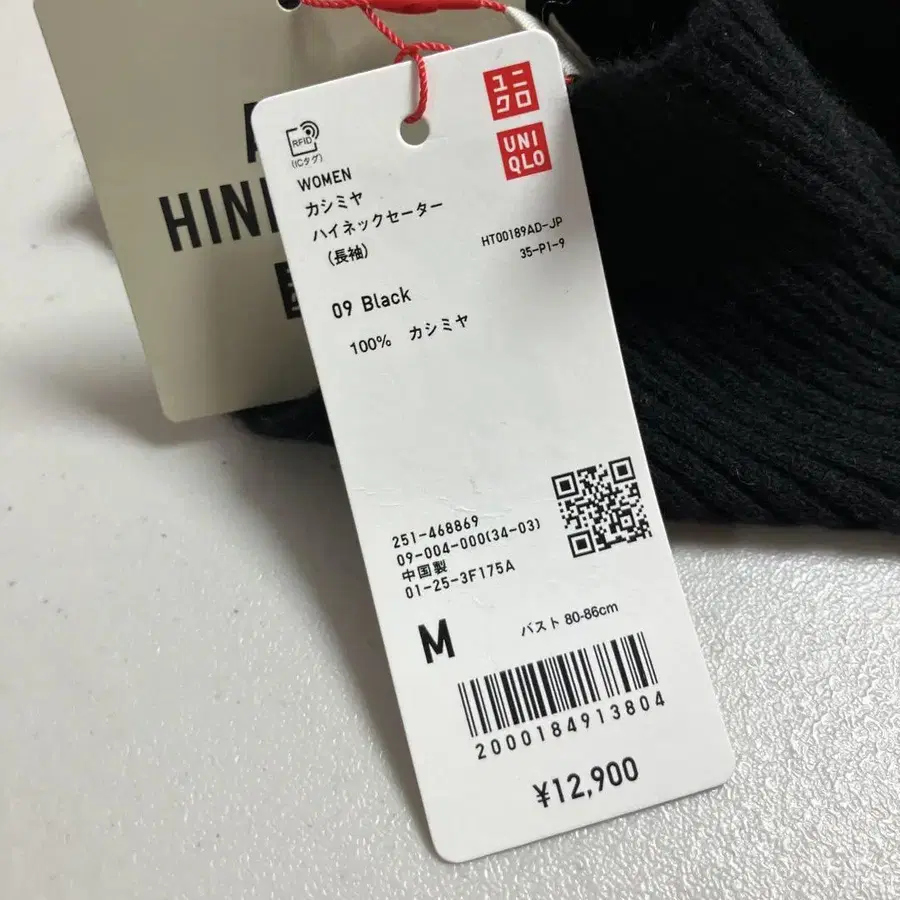 HIN
ユニ
クロ
UNI
QLO
RFID
(ICタグ)
WOMEN
カシミヤ
ハイネックセーター
(長袖)
HT00189AD-JP
35-P1-9
09 Black
100% カシミヤ
251-468869
09-004-000(34-03)
中国製
01-25-3F175A
M
バスト 80-86cm
2000184913804
¥12,900